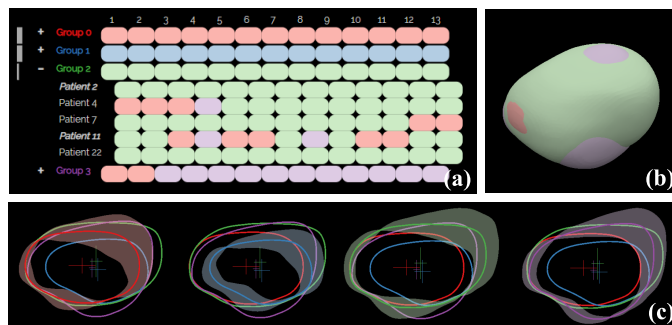 1 2 3 4 5 6 7 8 9 10 11 12 13
+ Group 0
+ Group 1
− Group 2
Patient 2
Patient 4
Patient 7
Patient 11
Patient 22
+ Group 3
(a)
(b)
(c)